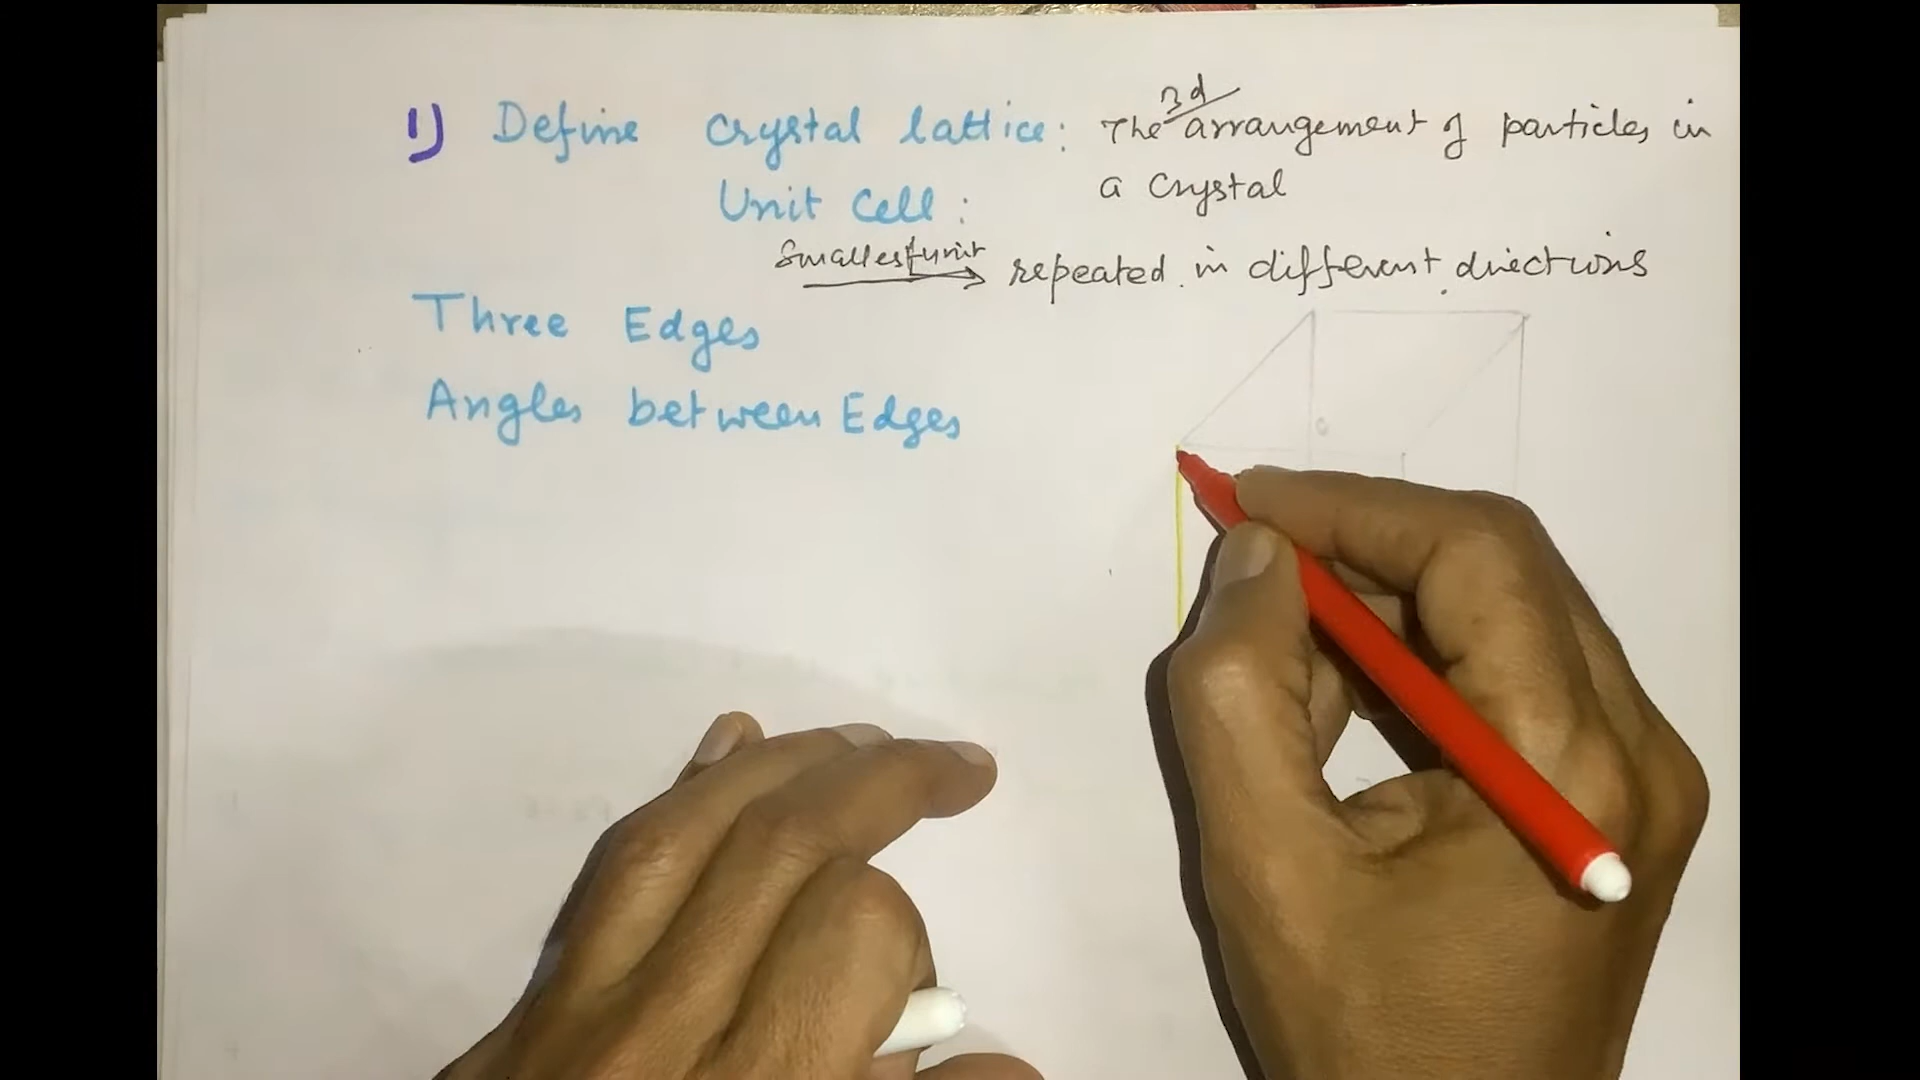 3d
1) Define Crystal lattice: The arrangement of particles in
a Crystal
Unit Cell:
Smallest unit repeated in different directions
Three Edges
Angles between Edges